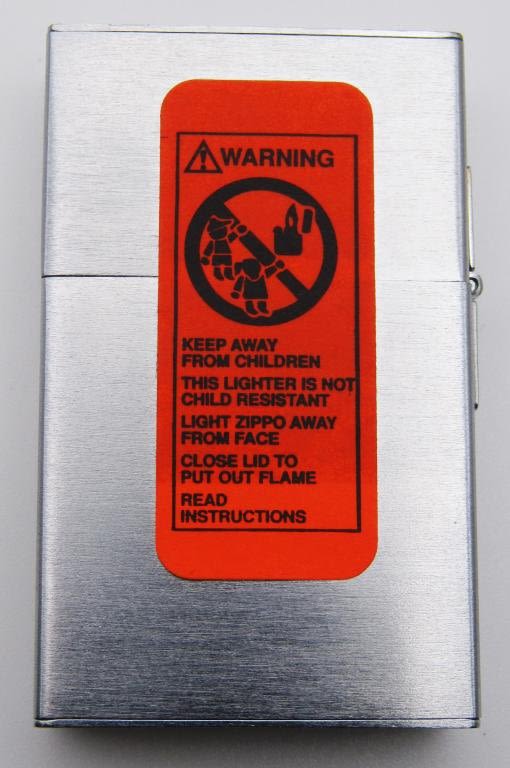 WARNING
KEEP AWAY
FROM CHILDREN
THIS LIGHTER IS NOT
CHILD RESISTANT
LIGHT ZIPPO AWAY
FROM FACE
CLOSE LID TO
PUT OUT FLAME
READ
INSTRUCTIONS